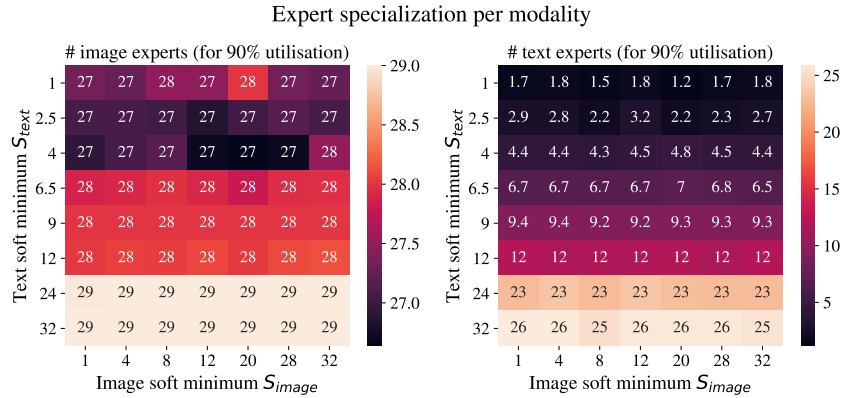 Expert specialization per modality
# image experts (for 90% utilisation)
Text soft minimum S_text
1 27 27 28 27 28 27 27
2.5 27 27 27 27 27 27 27
4 27 27 27 27 27 27 28
6.5 28 28 28 28 28 28 28
9 28 28 28 28 28 28 28
12 28 28 28 28 28 28 28
24 29 29 29 29 29 29 29
32 29 29 29 29 29 29 29
1 4 8 12 20 28 32
Image soft minimum S_image
29.0
28.5
28.0
27.5
27.0
# text experts (for 90% utilisation)
Text soft minimum S_text
1 1.7 1.8 1.5 1.8 1.2 1.7 1.8
2.5 2.9 2.8 2.2 3.2 2.2 2.3 2.7
4 4.4 4.4 4.3 4.5 4.8 4.5 4.4
6.5 6.7 6.7 6.7 6.7 7 6.8 6.5
9 9.4 9.4 9.2 9.2 9.3 9.3 9.3
12 12 12 12 12 12 12 12
24 23 23 23 23 23 23 23
32 26 26 25 26 26 26 25
1 4 8 12 20 28 32
Image soft minimum S_image
25
20
15
10
5